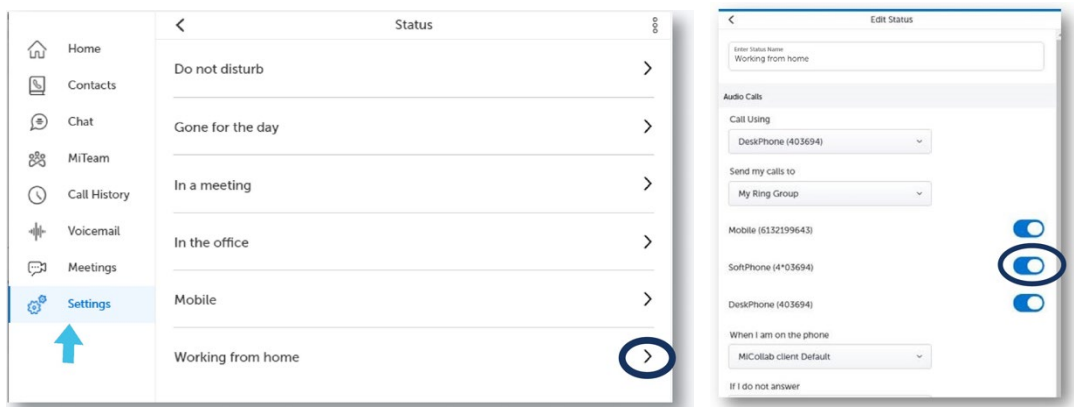 Home
Contacts
Chat
MiTeam
Call History
Voicemail
Meetings
Settings
Status
Do not disturb
Gone for the day
In a meeting
In the office
Mobile
Working from home
Edit Status
Enter Status Name
Working from home
Audio Calls
Call Using
DeskPhone (403694)
Send my calls to
My Ring Group
Mobile (6132199643)
SoftPhone (4*03694)
DeskPhone (403694)
When I am on the phone
MiCollab client Default
If I do not answer